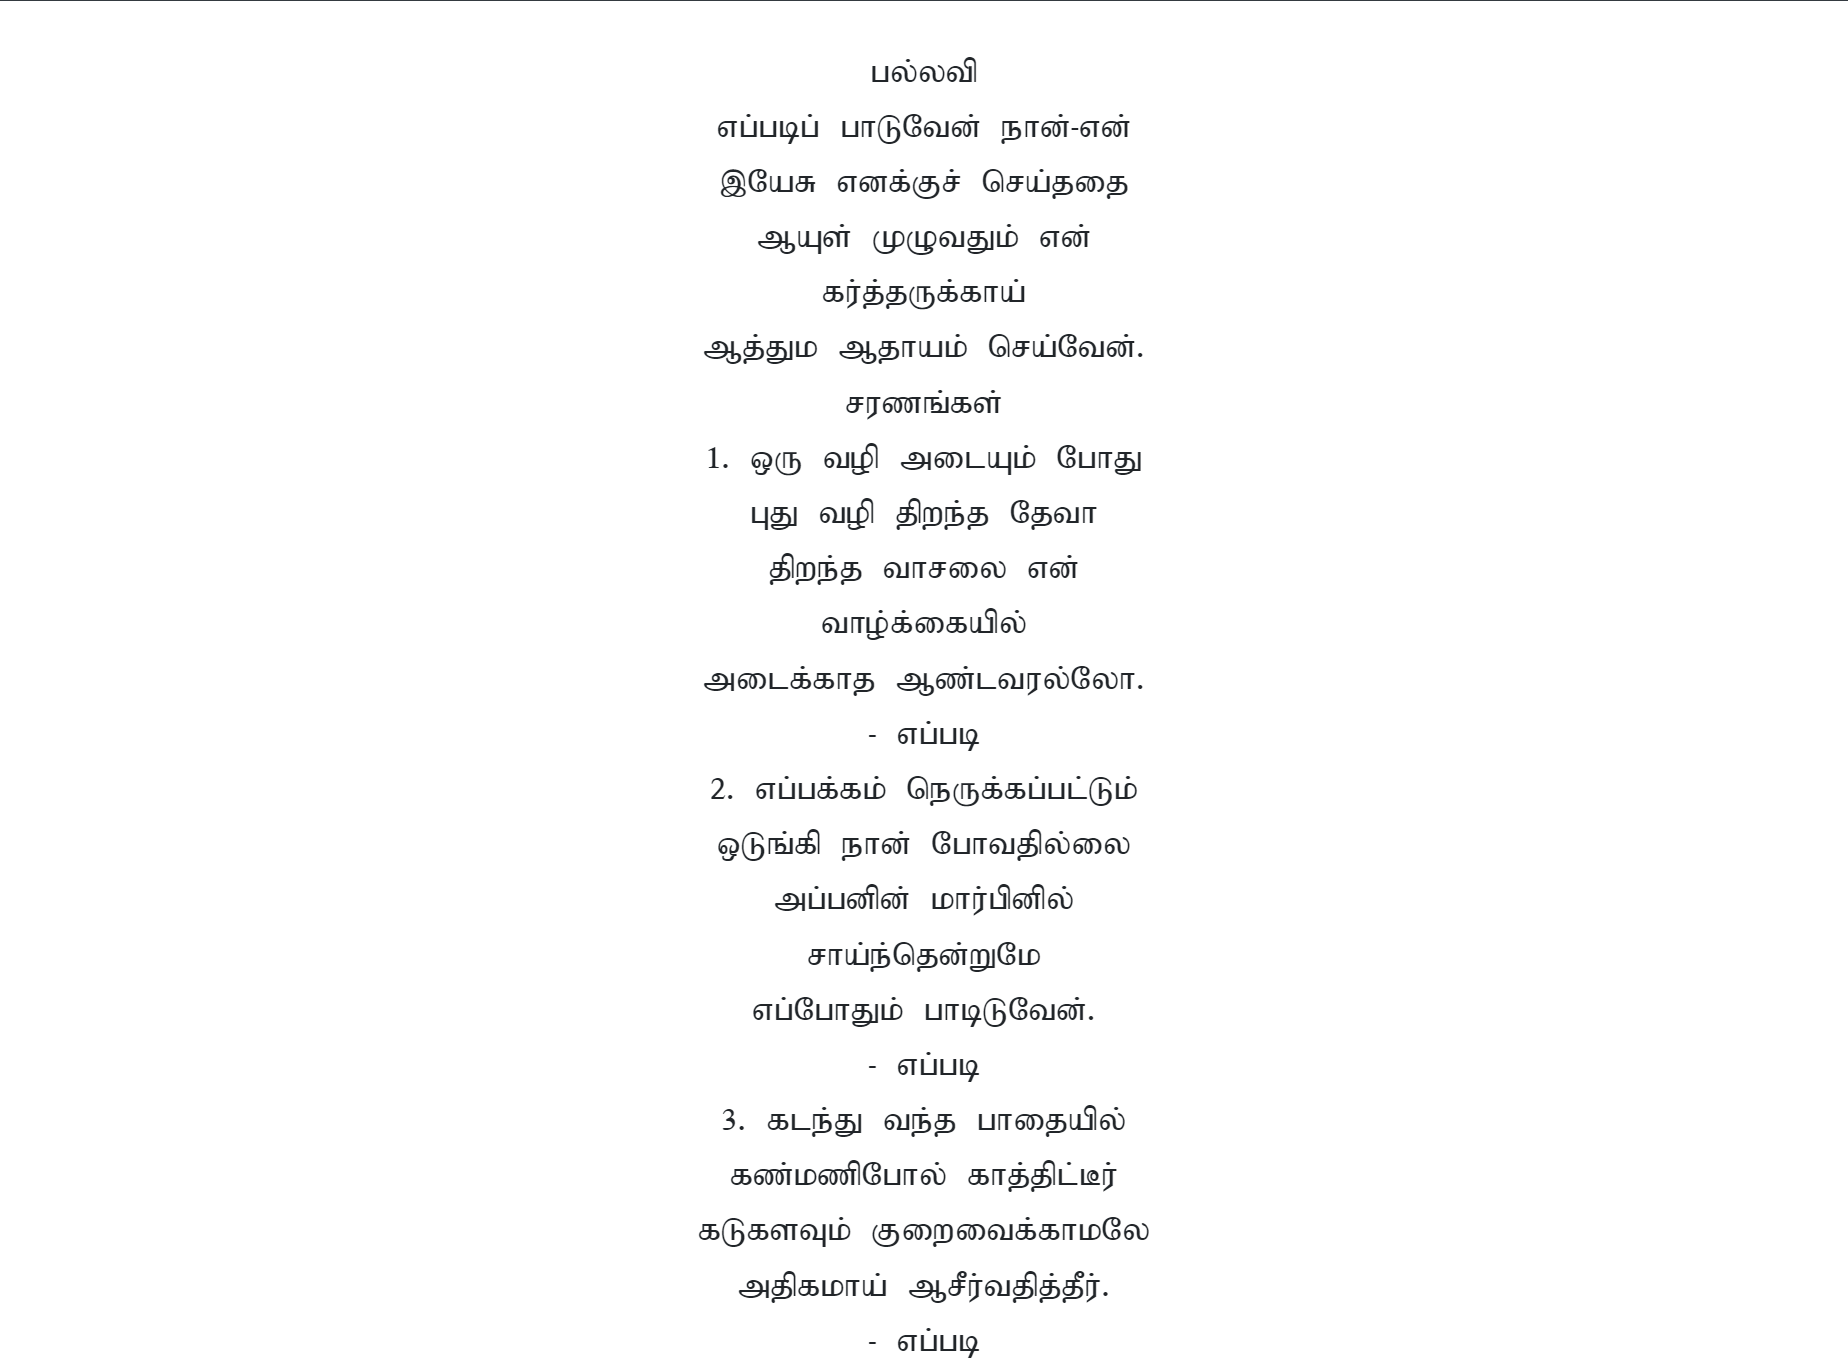 பல்லவி
எப்படிப் பாடுவேன் நான்-என்
இயேசு எனக்குச் செய்ததை
ஆயுள் முழுவதும் என்
கர்த்தருக்காய்
ஆத்தும ஆதாயம் செய்வேன்.
சரணங்கள்
1. ஒரு வழி அடையும் போது
புது வழி திறந்த தேவா
திறந்த வாசலை என்
வாழ்க்கையில்
அடைக்காத ஆண்டவரல்லோ.
- எப்படி
2. எப்பக்கம் நெருக்கப்பட்டும்
ஒடுங்கி நான் போவதில்லை
அப்பனின் மார்பினில்
சாய்ந்தென்றுமே
எப்போதும் பாடிடுவேன்.
- எப்படி
3. கடந்து வந்த பாதையில்
கண்மணிபோல் காத்திட்டீர்
கடுகளவும் குறைவைக்காமலே
அதிகமாய் ஆசீர்வதித்தீர்.
- எப்படி